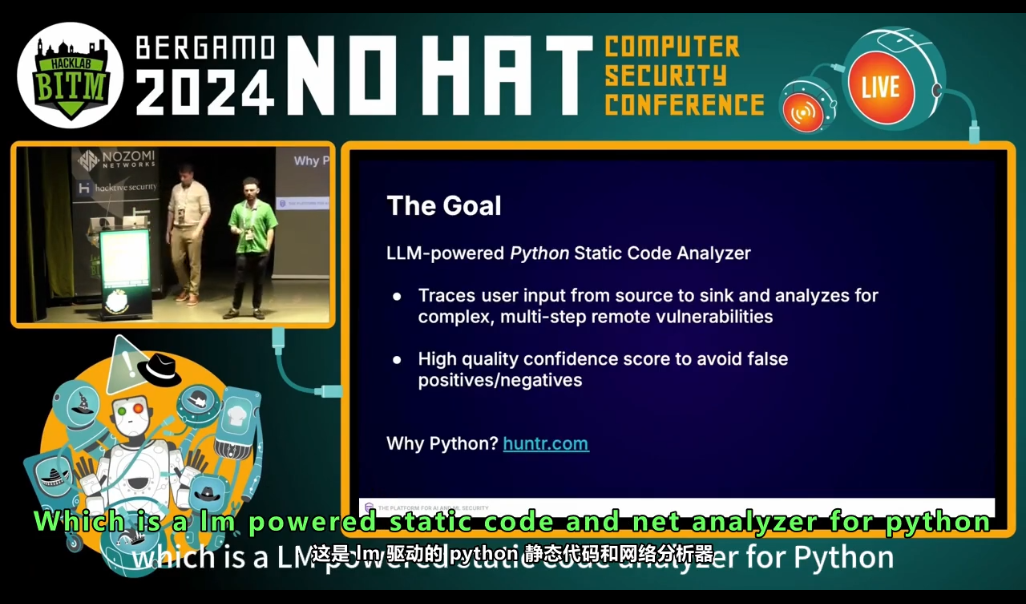 HACKLAB
BITM
BERGAMO
2024
NO HAT
COMPUTER
SECURITY
CONFERENCE
LIVE
NOZOMI
NETWORKS
hacktive security
Why P
The Goal
LLM-powered Python Static Code Analyzer
● Traces user input from source to sink and analyzes for
complex, multi-step remote vulnerabilities
● High quality confidence score to avoid false
positives/negatives
Why Python? huntr.com
THE PLATFORM FOR AI AND ML SECURITY
Which is a lm powered static code and net analyzer for python
which is a LM powered static code analyzer for Python
这是 lm 驱动的 python 静态代码和网络分析器